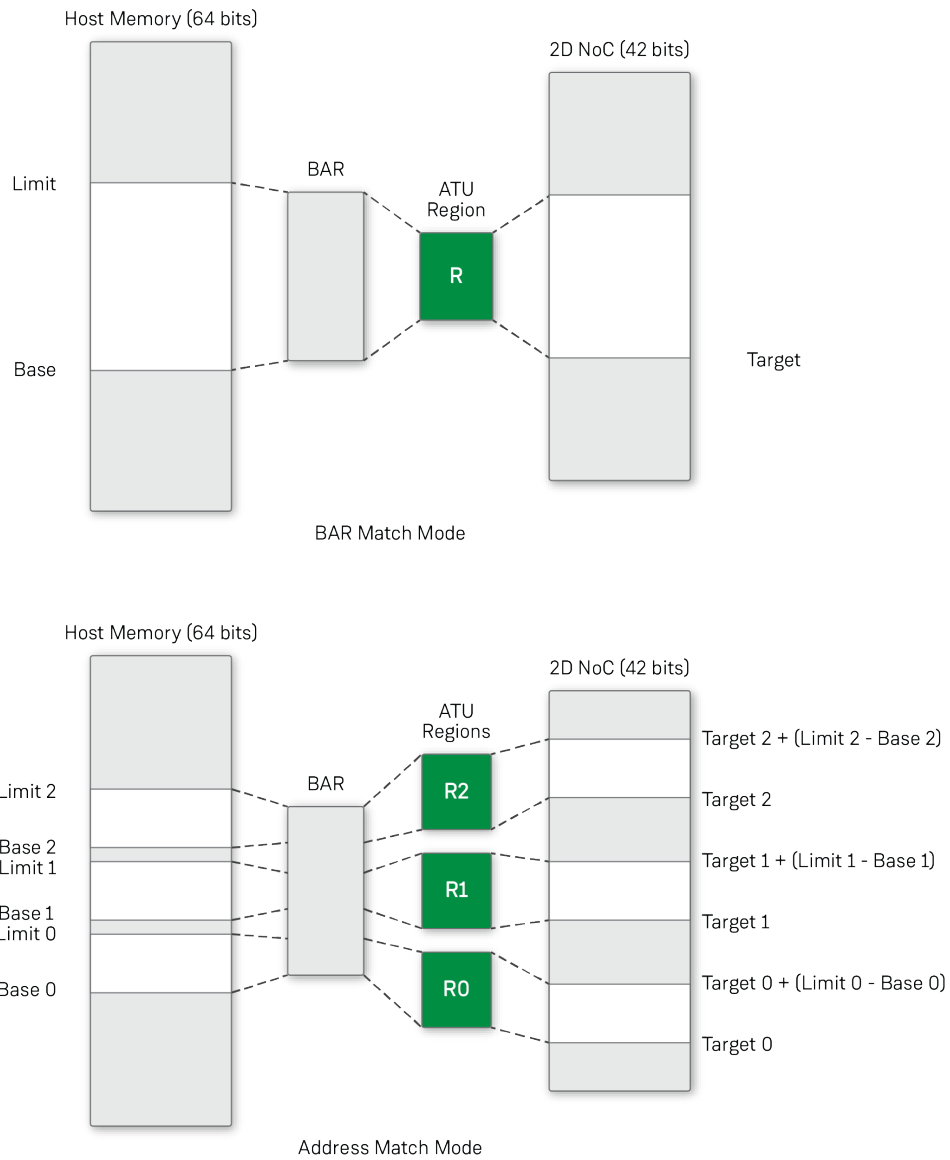 Host Memory (64 bits)
2D NoC (42 bits)
BAR
Limit
ATU
Region
R
Base
Target
BAR Match Mode
Host Memory (64 bits)
2D NoC (42 bits)
ATU
Regions
Target 2 + (Limit 2 - Base 2)
BAR
Limit 2
R2
Target 2
Base 2
Limit 1
Target 1 + (Limit 1 - Base 1)
R1
Base 1
Target 1
Limit 0
Target 0 + (Limit 0 - Base 0)
Base 0
R0
Target 0
Address Match Mode